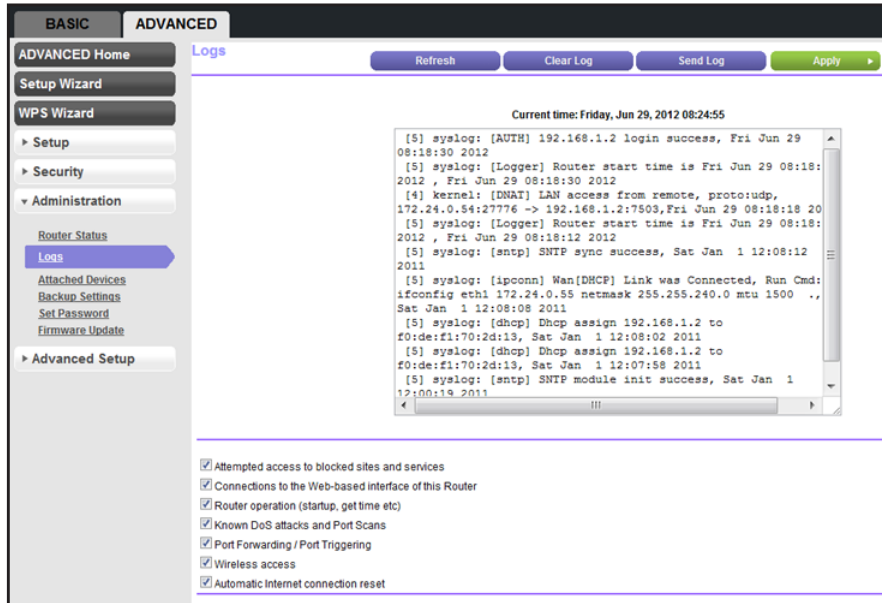 BASIC
ADVANCED
ADVANCED Home
Setup Wizard
WPS Wizard
Setup
Security
Administration
Router Status
Logs
Attached Devices
Backup Settings
Set Password
Firmware Update
Advanced Setup
Logs
Refresh
Clear Log
Send Log
Apply
Current time: Friday, Jun 29, 2012 08:24:55
[5] syslog: [AUTH] 192.168.1.2 login success, Fri Jun 29
08:18:30 2012
[5] syslog: [Logger] Router start time is Fri Jun 29 08:18:
2012 , Fri Jun 29 08:18:30 2012
[4] kernel: [DNAT] LAN access from remote, proto:udp,
172.24.0.54:27776 -> 192.168.1.2:7503,Fri Jun 29 08:18:18 20
[5] syslog: [Logger] Router start time is Fri Jun 29 08:18:
2012 , Fri Jun 29 08:18:12 2012
[5] syslog: [sntp] SNTP sync success, Sat Jan 1 12:08:12
2011
[5] syslog: [ipconn] Wan[DHCP] Link was Connected, Run Cmd:
ifconfig eth1 172.24.0.55 netmask 255.255.240.0 mtu 1500 .,
Sat Jan 1 12:08:08 2011
[5] syslog: [dhcp] Dhcp assign 192.168.1.2 to
f0:de:f1:70:2d:13, Sat Jan 1 12:08:02 2011
[5] syslog: [dhcp] Dhcp assign 192.168.1.2 to
f0:de:f1:70:2d:13, Sat Jan 1 12:07:58 2011
[5] syslog: [sntp] SNTP module init success, Sat Jan 1
12:00:19 2011
Attempted access to blocked sites and services
Connections to the Web-based interface of this Router
Router operation (startup, get time etc)
Known DoS attacks and Port Scans
Port Forwarding / Port Triggering
Wireless access
Automatic Internet connection reset